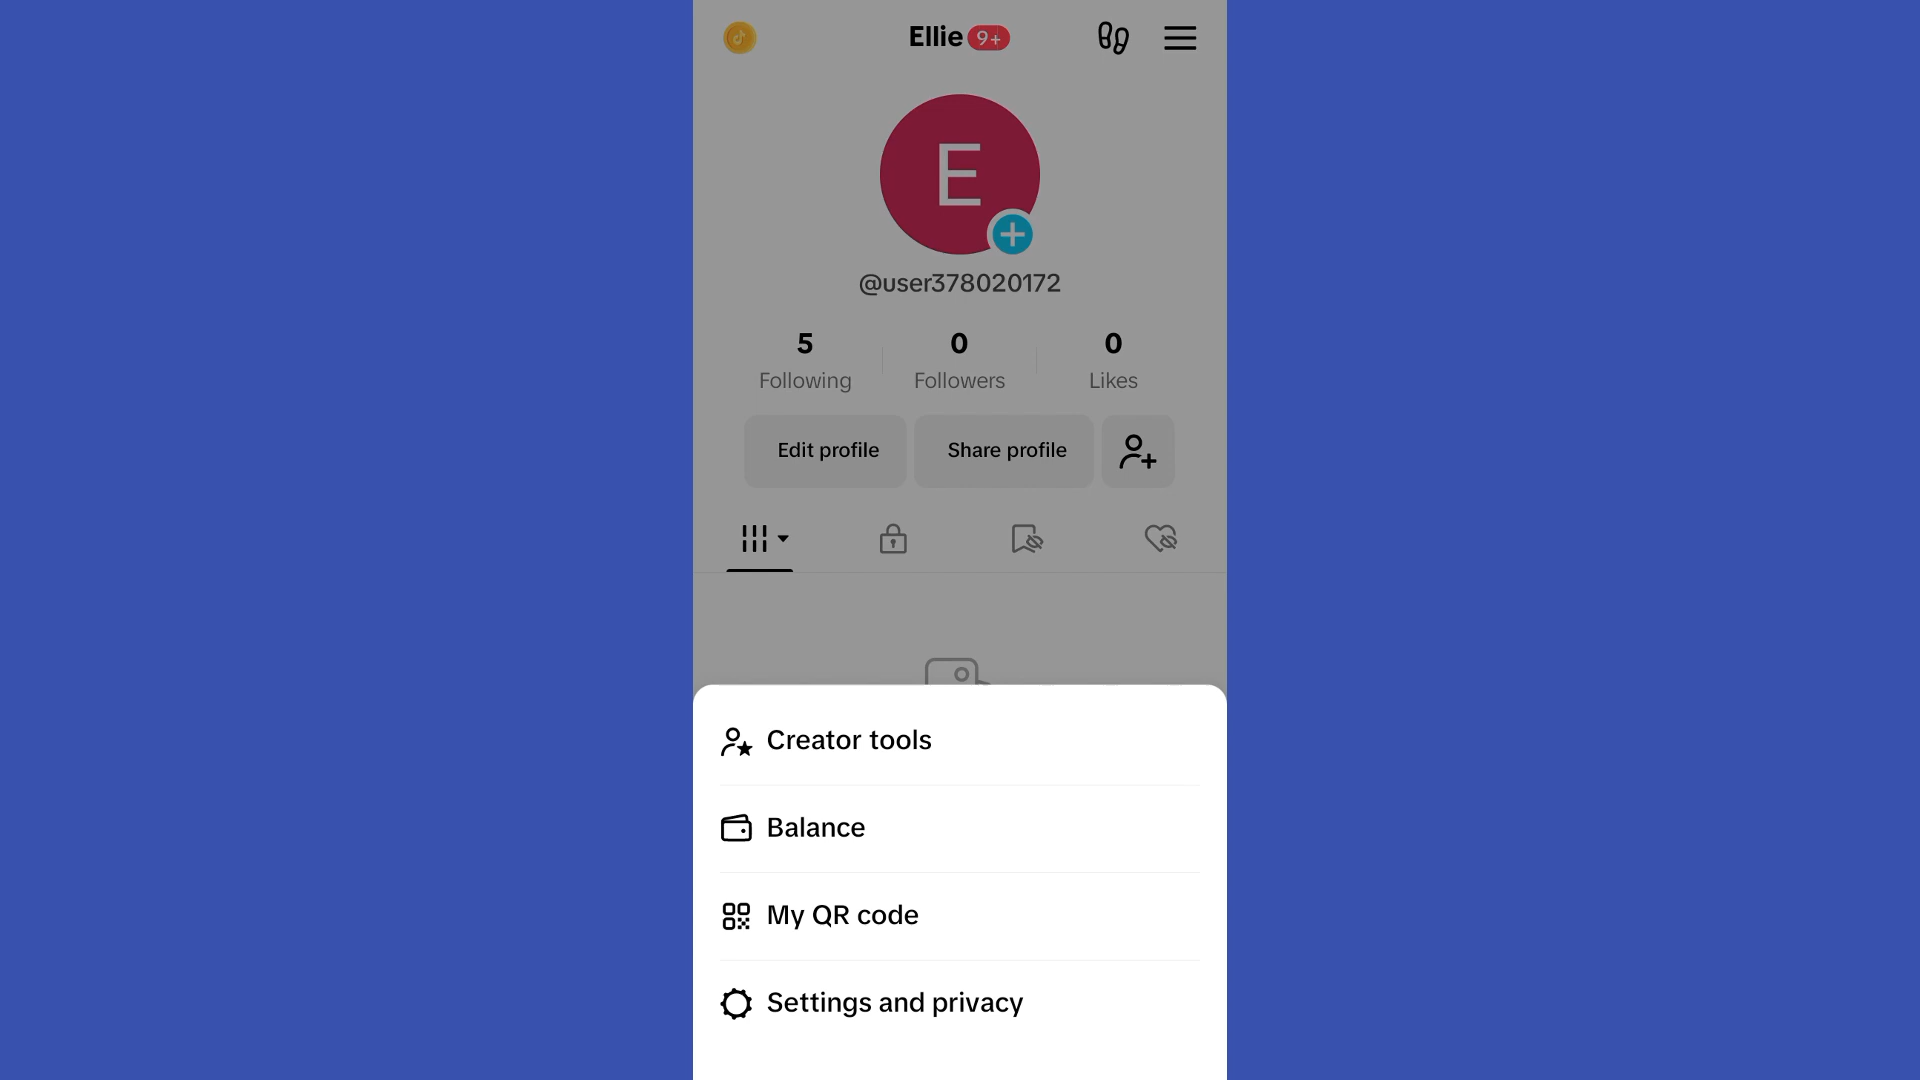 Ellie 9+
E
@user378020172
5 0 0
Following Followers Likes
Edit profile Share profile
Creator tools
Balance
My QR code
Settings and privacy